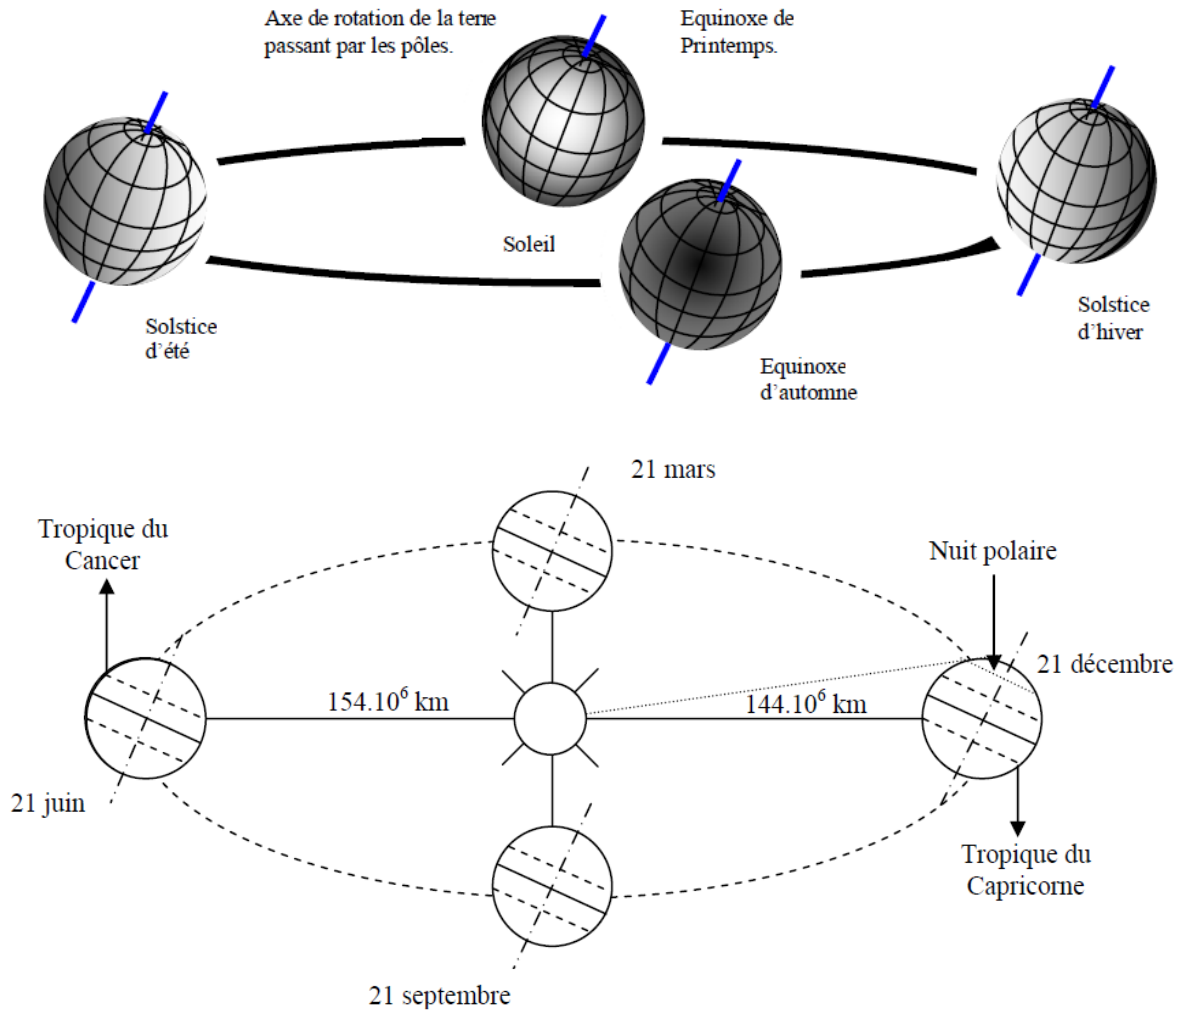 Axe de rotation de la terre
passant par les pôles.
Equinoxe de
Printemps.
Soleil
Solstice
d'été
Solstice
d'hiver
Equinoxe
d'automne
21 mars
Tropique du
Cancer
Nuit polaire
21 décembre
154.10⁶ km
144.10⁶ km
21 juin
Tropique du
Capricorne
21 septembre